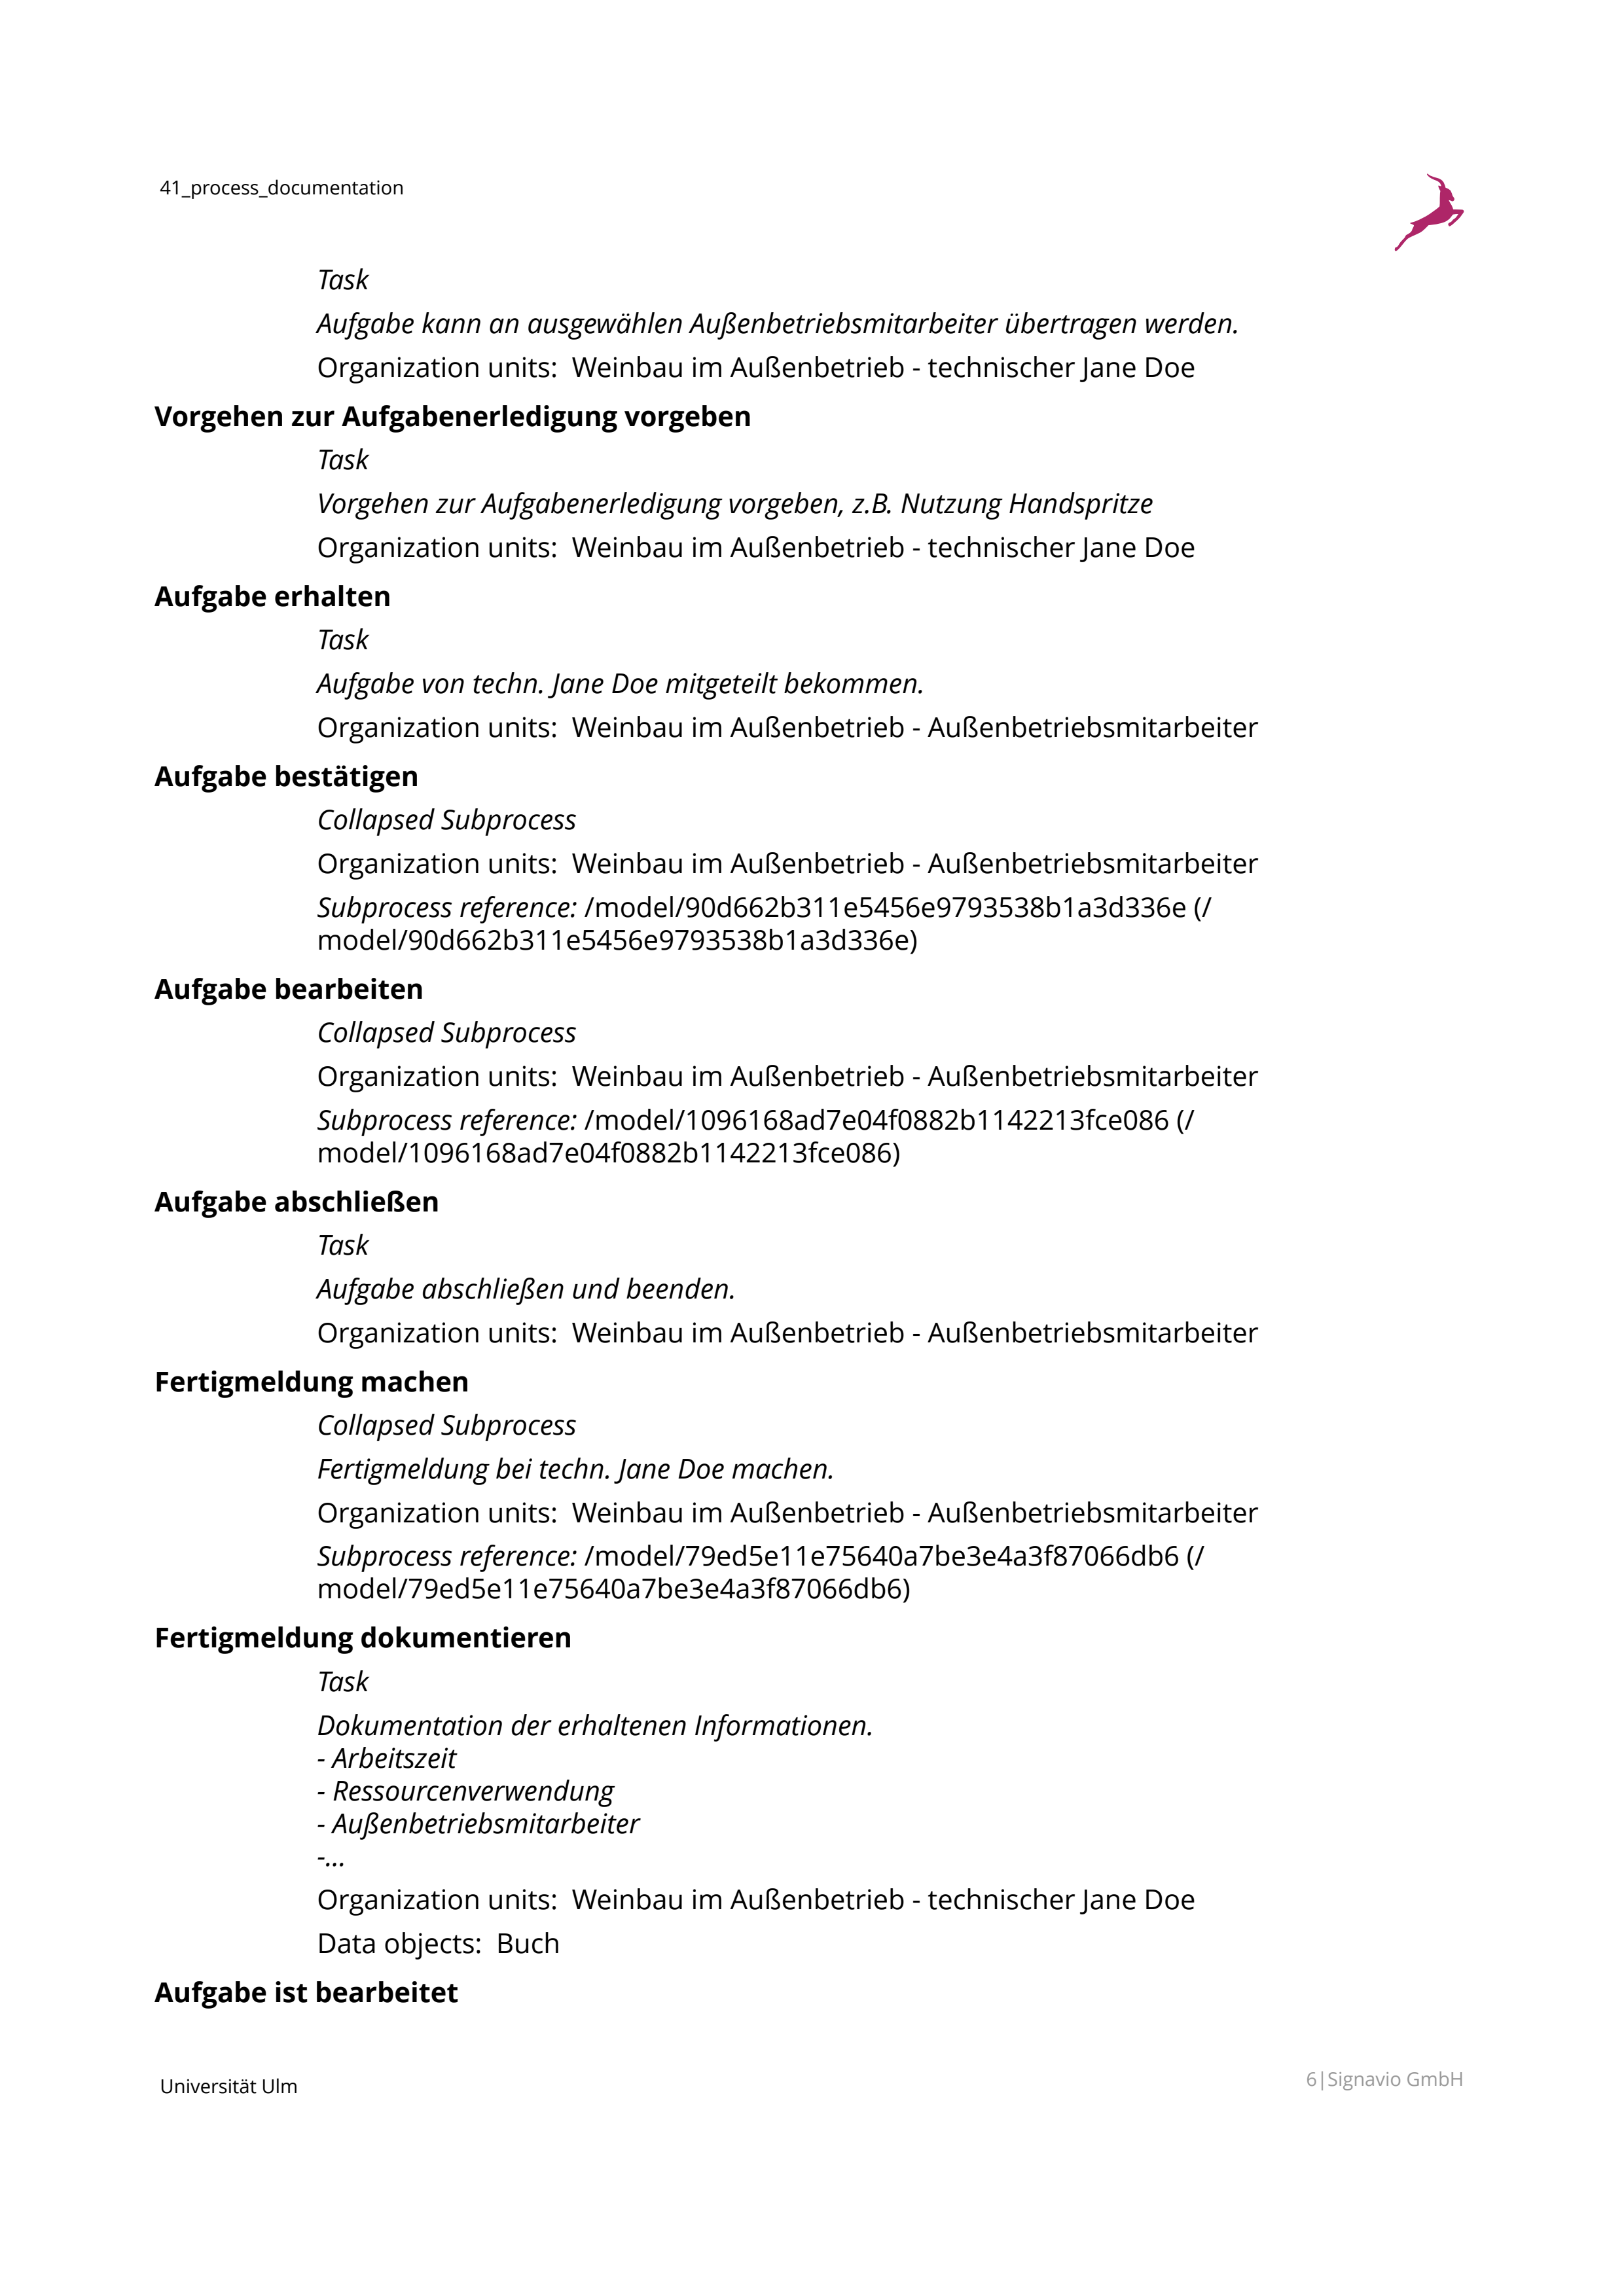 41_process_documentation
Task
Aufgabe kann an ausgewählen Außenbetriebsmitarbeiter übertragen werden.
Organization units:  Weinbau im Außenbetrieb - technischer Jane Doe
Vorgehen zur Aufgabenerledigung vorgeben
Task
Vorgehen zur Aufgabenerledigung vorgeben, z.B. Nutzung Handspritze
Organization units:  Weinbau im Außenbetrieb - technischer Jane Doe
Aufgabe erhalten
Task
Aufgabe von techn. Jane Doe mitgeteilt bekommen.
Organization units:  Weinbau im Außenbetrieb - Außenbetriebsmitarbeiter
Aufgabe bestätigen
Collapsed Subprocess
Organization units:  Weinbau im Außenbetrieb - Außenbetriebsmitarbeiter
Subprocess reference: /model/90d662b311e5456e9793538b1a3d336e (/
model/90d662b311e5456e9793538b1a3d336e)
Aufgabe bearbeiten
Collapsed Subprocess
Organization units:  Weinbau im Außenbetrieb - Außenbetriebsmitarbeiter
Subprocess reference: /model/1096168ad7e04f0882b1142213fce086 (/
model/1096168ad7e04f0882b1142213fce086)
Aufgabe abschließen
Task
Aufgabe abschließen und beenden.
Organization units:  Weinbau im Außenbetrieb - Außenbetriebsmitarbeiter
Fertigmeldung machen
Collapsed Subprocess
Fertigmeldung bei techn. Jane Doe machen.
Organization units:  Weinbau im Außenbetrieb - Außenbetriebsmitarbeiter
Subprocess reference: /model/79ed5e11e75640a7be3e4a3f87066db6 (/
model/79ed5e11e75640a7be3e4a3f87066db6)
Fertigmeldung dokumentieren
Task
Dokumentation der erhaltenen Informationen.
- Arbeitszeit
- Ressourcenverwendung
- Außenbetriebsmitarbeiter
-...
Organization units:  Weinbau im Außenbetrieb - technischer Jane Doe
Data objects:  Buch
Aufgabe ist bearbeitet
Universität Ulm
6|Signavio GmbH